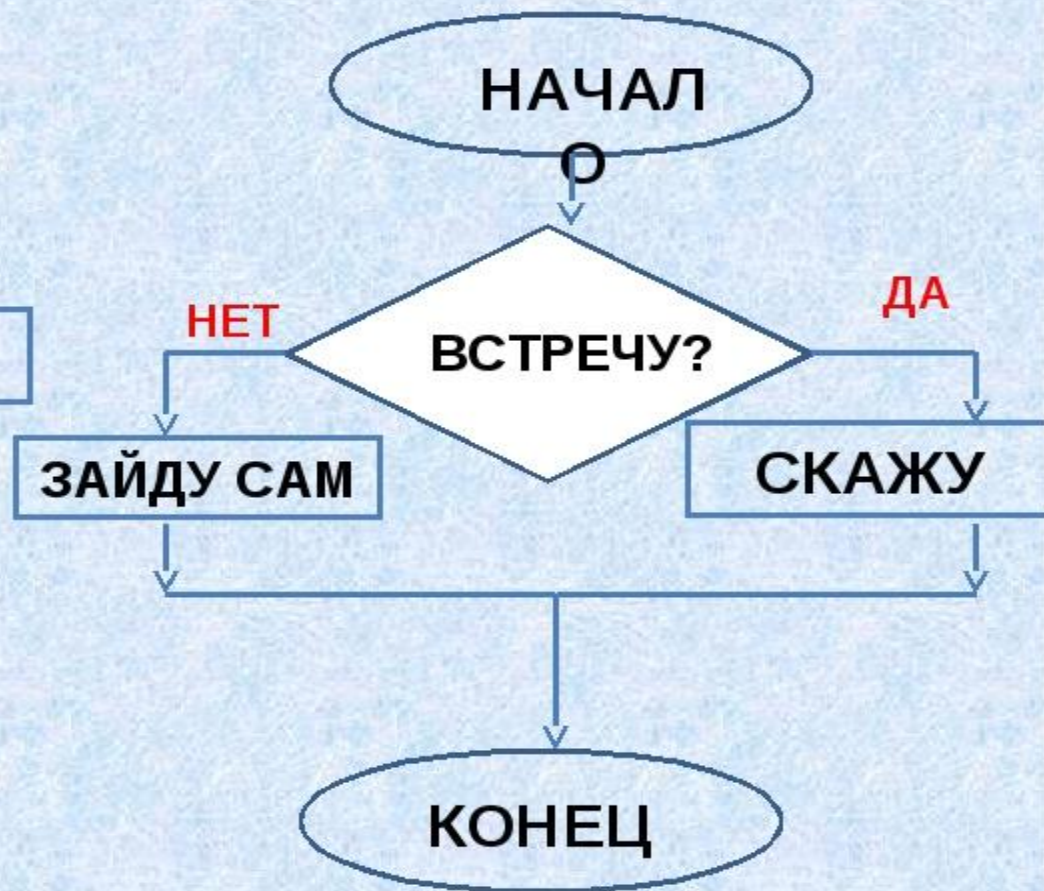 НАЧАЛ
О
НЕТ
ДА
ВСТРЕЧУ?
ЗАЙДУ САМ
СКАЖУ
КОНЕЦ